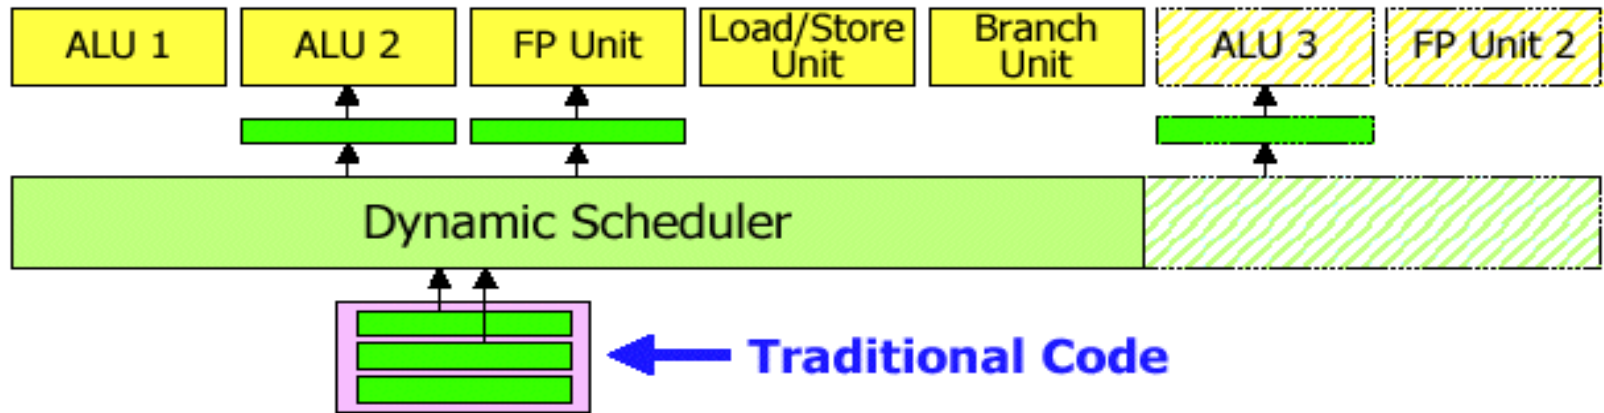 ALU 1
ALU 2
FP Unit
Load/Store
Unit
Branch
Unit
ALU 3
FP Unit 2
Dynamic Scheduler
Traditional Code